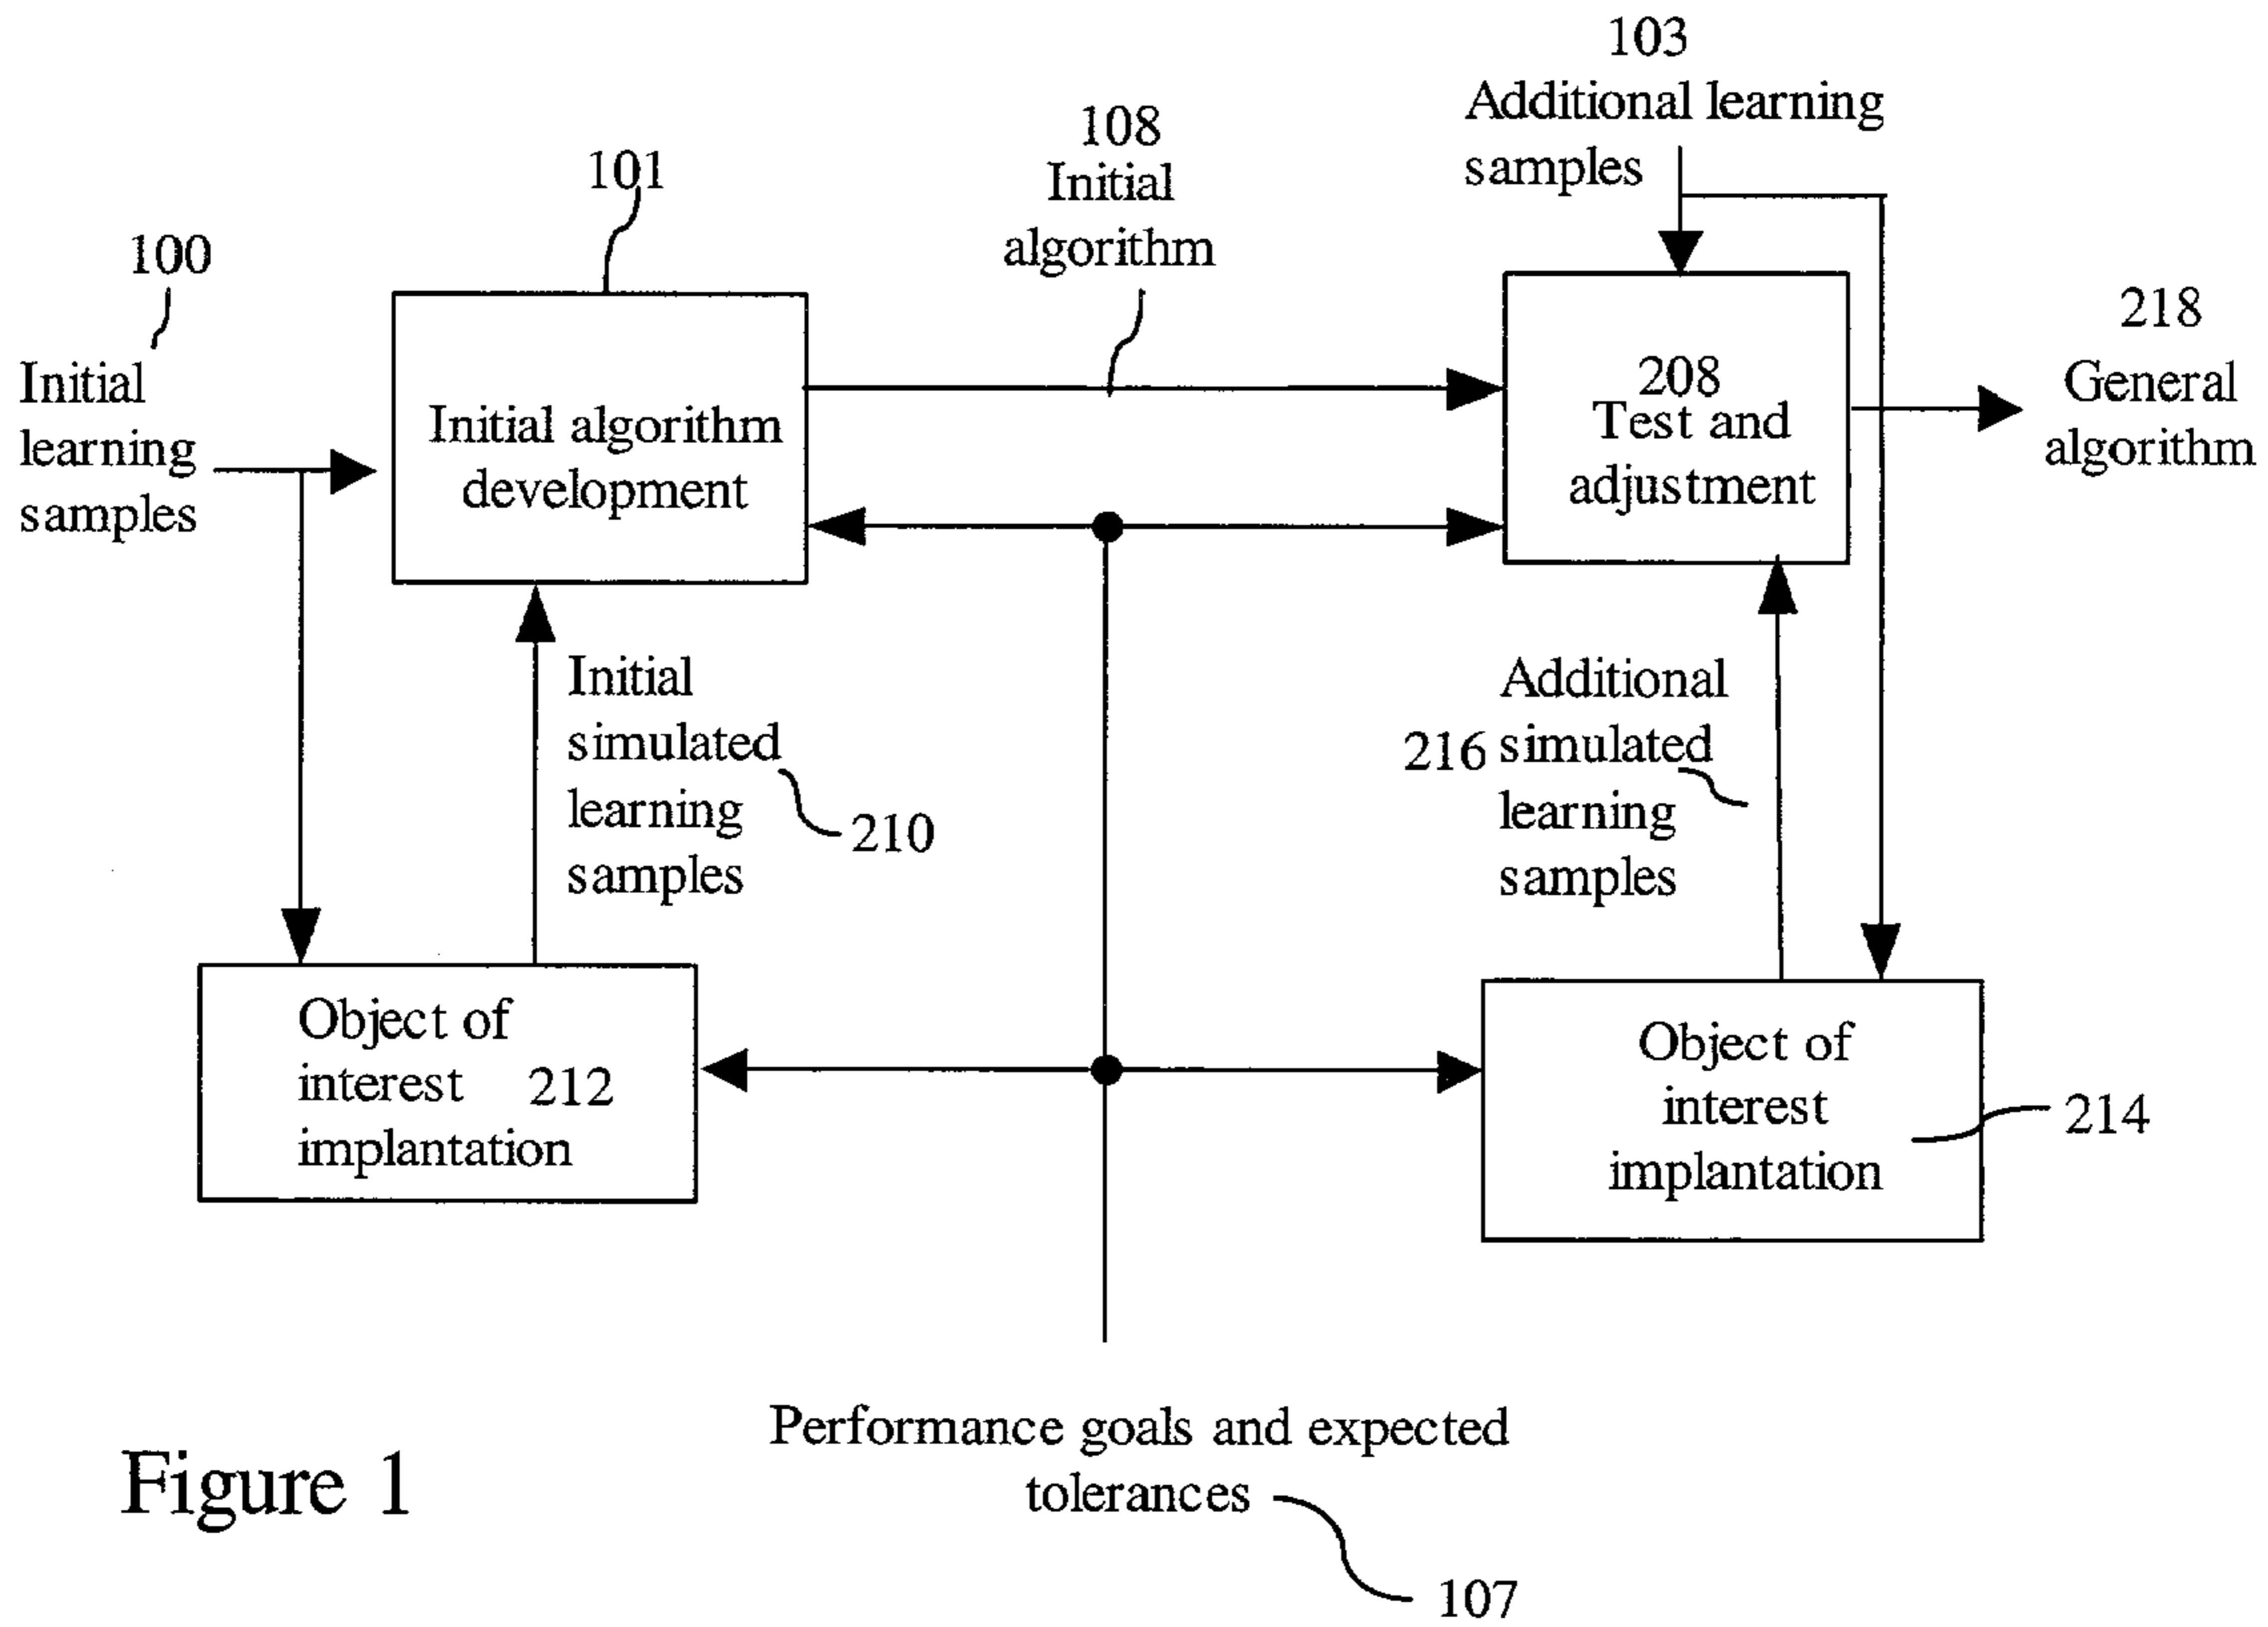 103
Additional learning
samples
108
Initial
algorithm
101
100
Initial
learning
samples
Initial algorithm
development
208
Test and
adjustment
218
General
algorithm
Initial
simulated
learning
samples
210
Additional
216 simulated
learning
samples
Object of
interest 212
implantation
Object of
interest
implantation
214
Performance goals and expected
tolerances
107
Figure 1